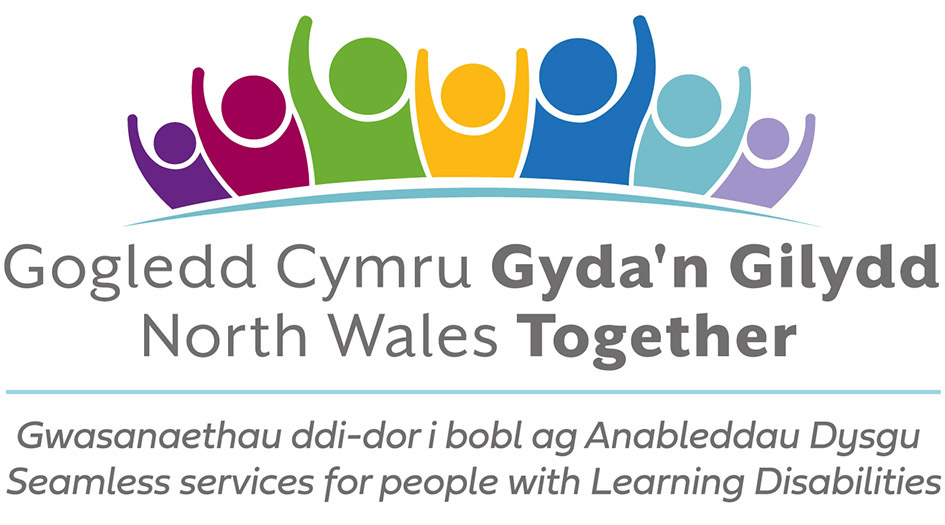 Gogledd Cymru Gyda'n Gilydd
North Wales Together
Gwasanaethau ddi-dor i bobl ag Anableddau Dysgu
Seamless services for people with Learning Disabilities